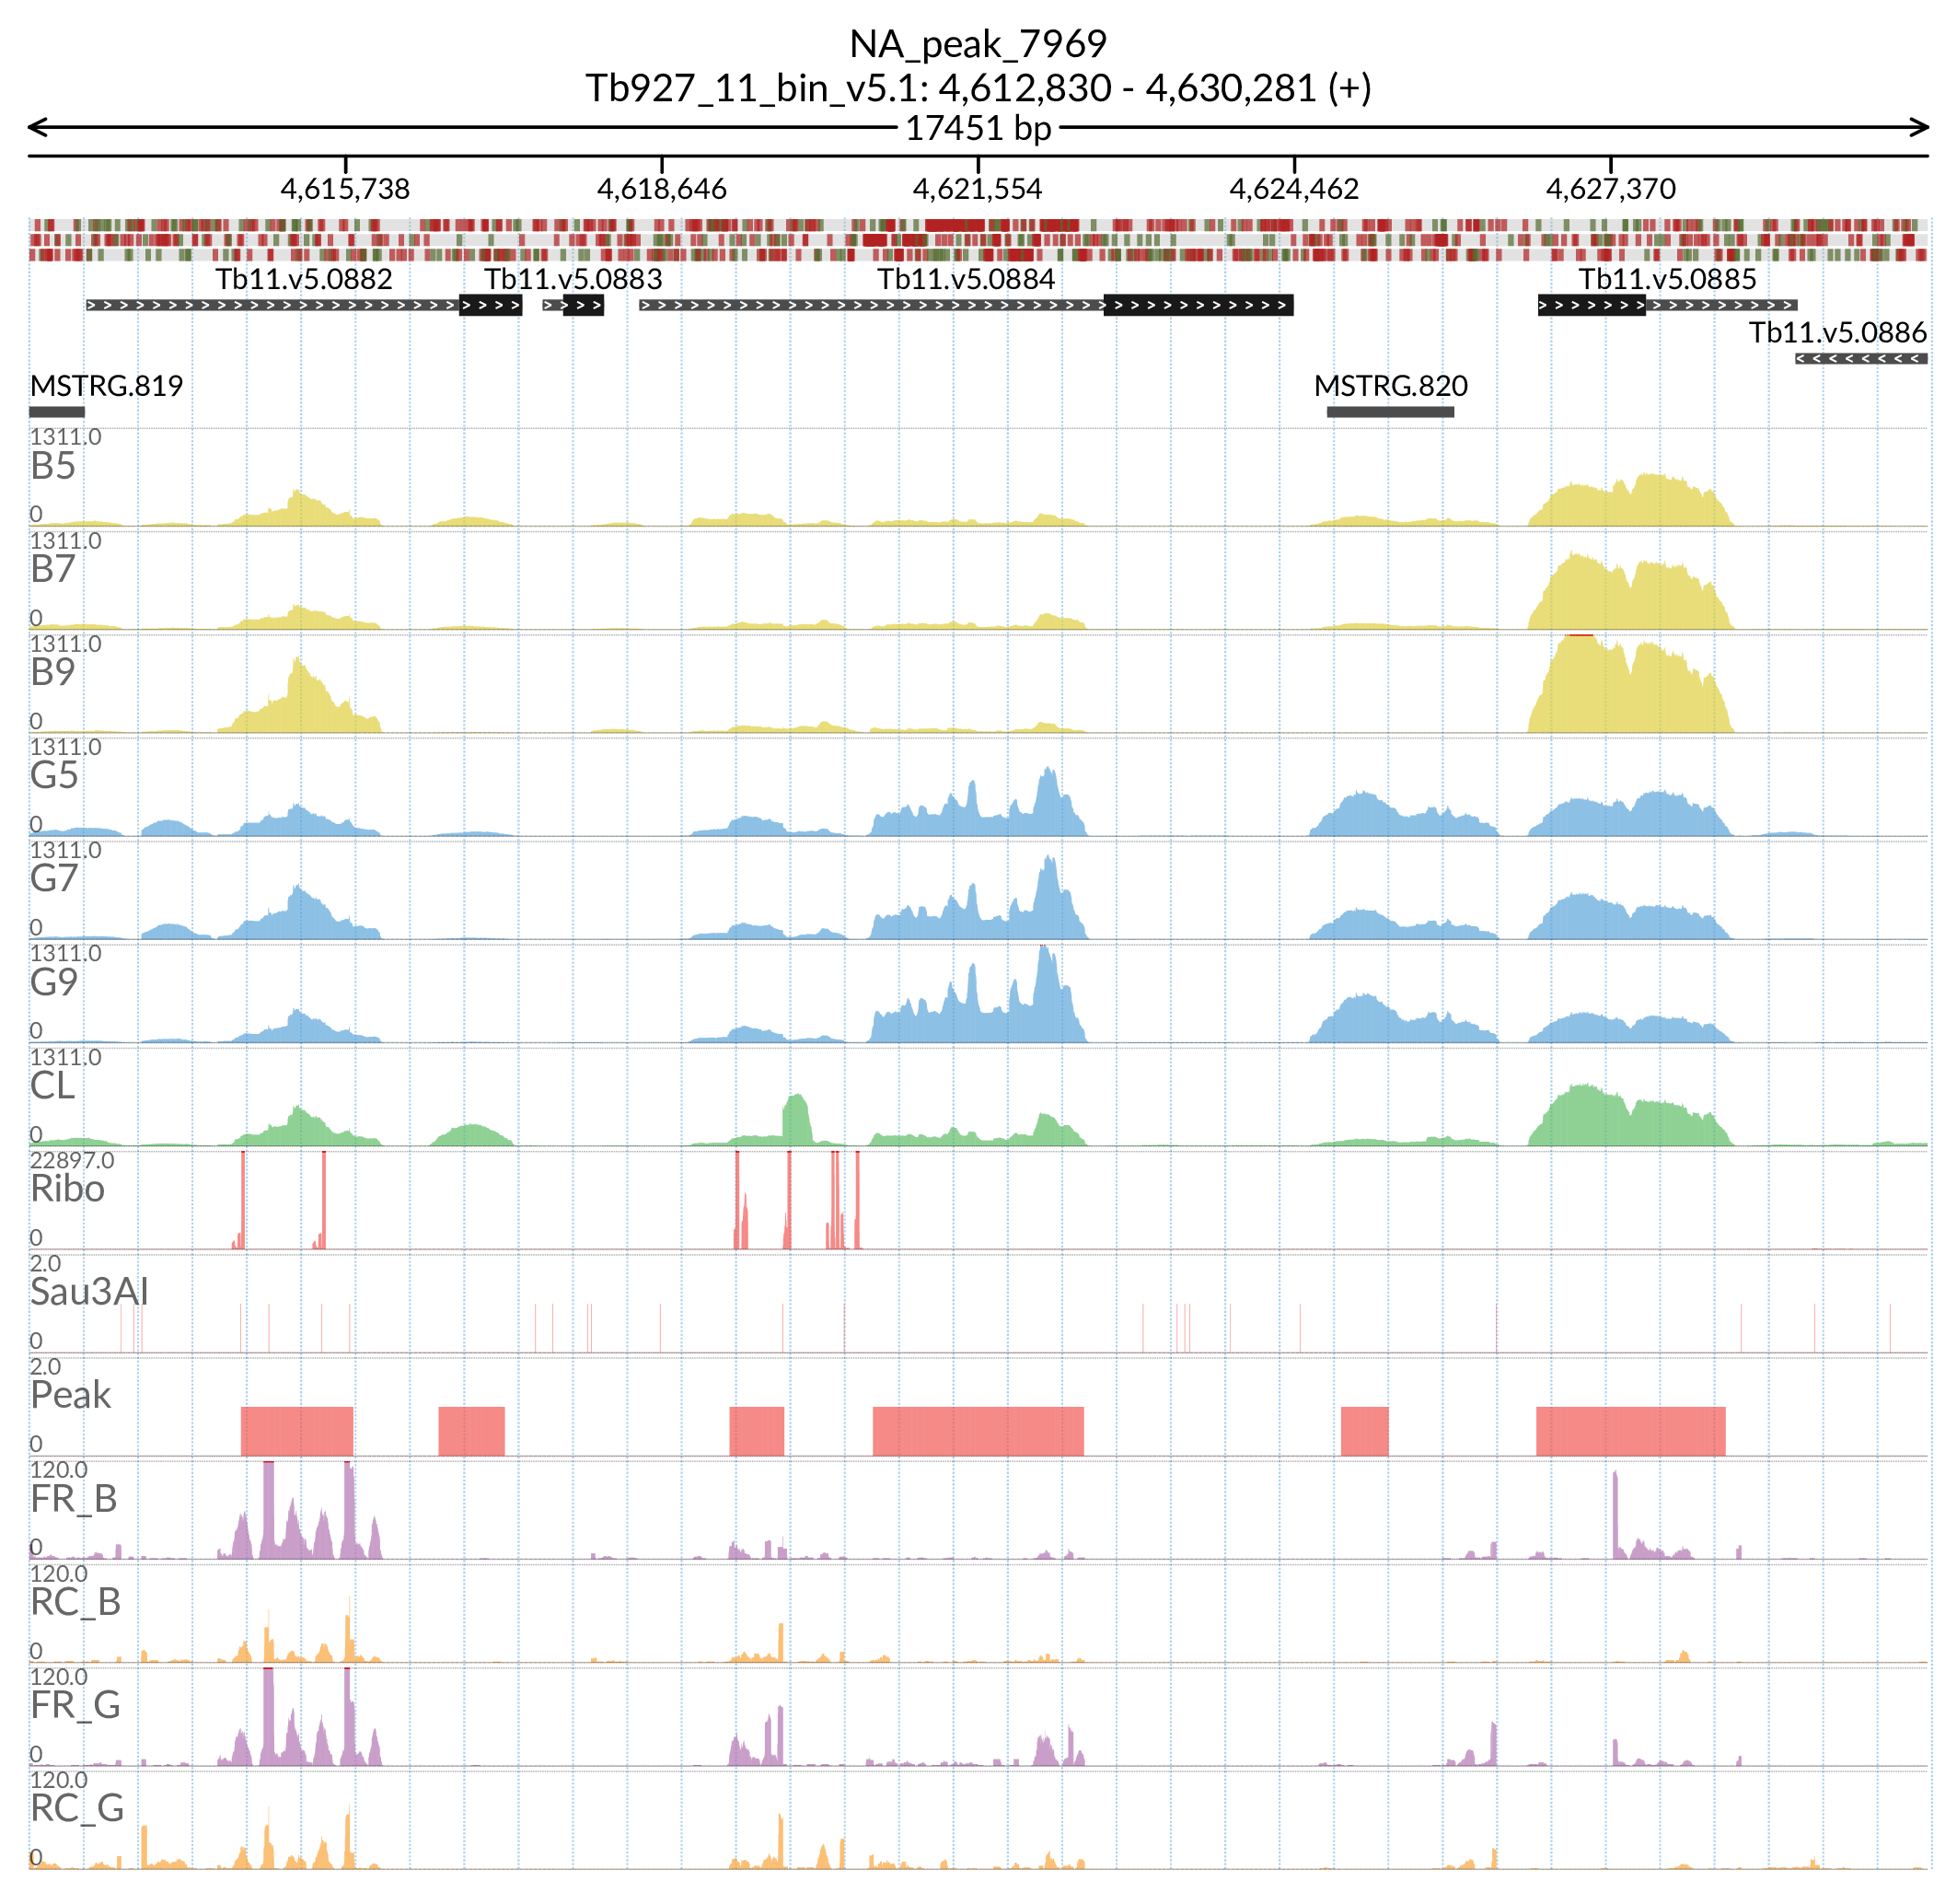 NA_peak_7969
Tb927_11_bin_v5.1: 4,612,830 - 4,630,281 (+)
17451 bp
4,615,738 4,618,646 4,621,554 4,624,462 4,627,370
Tb11.v5.0882 Tb11.v5.0883 Tb11.v5.0884 Tb11.v5.0885
Tb11.v5.0886
MSTRG.819 MSTRG.820
1311.0
B5
0
1311.0
B7
0
1311.0
B9
0
1311.0
G5
0
1311.0
G7
0
1311.0
G9
0
1311.0
CL
0
22897.0
Ribo
0
2.0
Sau3AI
0
2.0
Peak
0
120.0
FR_B
0
120.0
RC_B
0
120.0
FR_G
0
120.0
RC_G
0